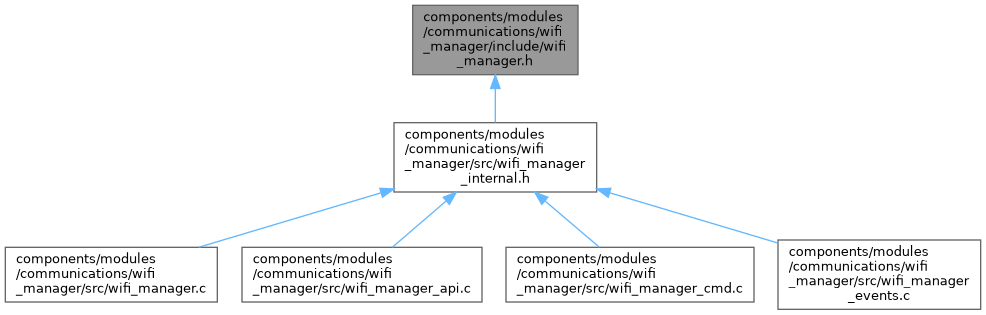 components/modules
/communications/wifi
_manager/include/wifi
_manager.h
components/modules
/communications/wifi
_manager/src/wifi_manager
_internal.h
components/modules
/communications/wifi
_manager/src/wifi_manager.c
components/modules
/communications/wifi
_manager/src/wifi_manager_api.c
components/modules
/communications/wifi
_manager/src/wifi_manager_cmd.c
components/modules
/communications/wifi
_manager/src/wifi_manager
_events.c